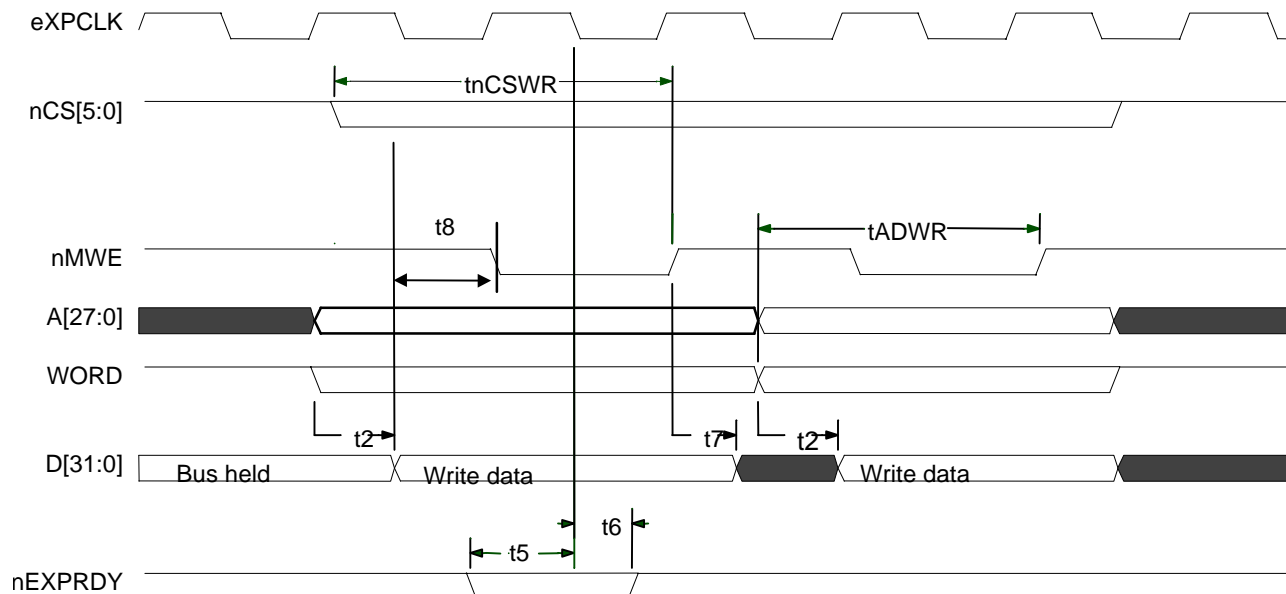 eXPCLK
tnCSWR
nCS[5:0]
t8
tADWR
nMWE
A[27:0]
WORD
t2
t7
t2
D[31:0]
Bus held
Write data
Write data
t6
t5
nEXPRDY